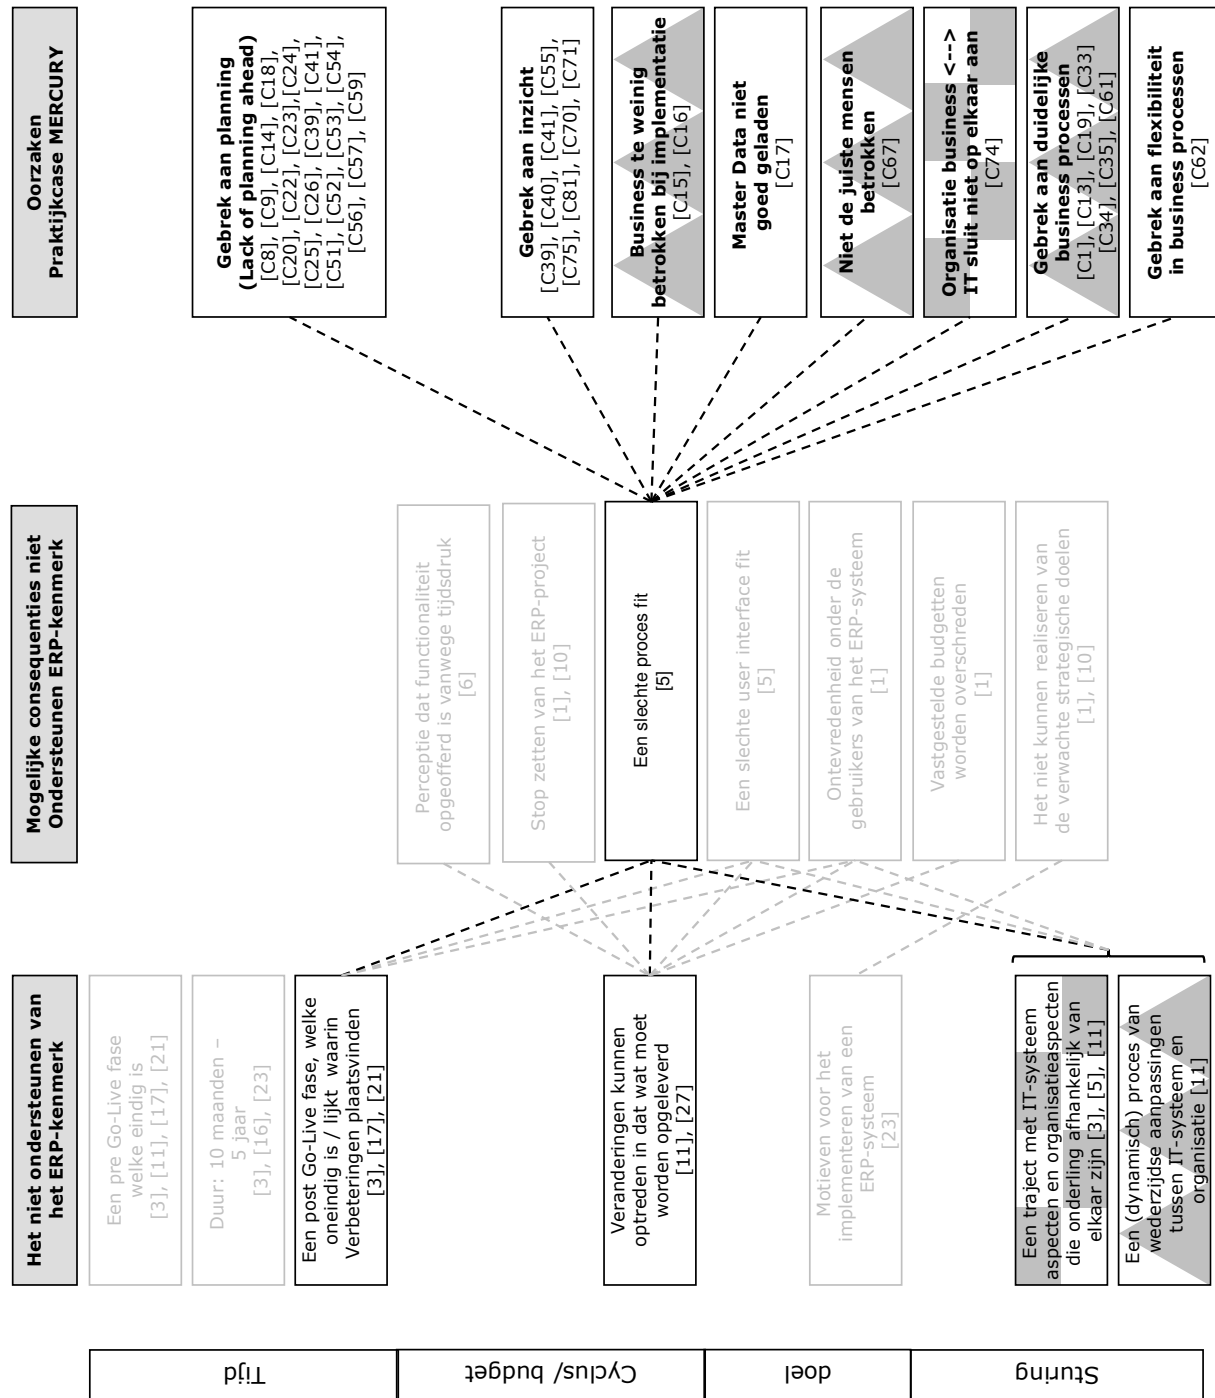 Het niet ondersteunen van
het ERP-kenmerk
Mogelijke consequenties niet
Ondersteunen ERP-kenmerk
Oorzaken
Praktijkcase MERCURY
Tijd
Cyclus/ budget
doel
Sturing
Een pre Go-Live fase
welke eindig is
[3], [11], [17], [21]
Duur: 10 maanden –
5 jaar
[3], [16], [23]
Een post Go-Live fase, welke
oneindig is / lijkt waarin
Verbeteringen plaatsvinden
[3], [17], [21]
Veranderingen kunnen
optreden in dat wat moet
worden opgeleverd
[11], [27]
Motieven voor het
implementeren van een
ERP-systeem
[23]
Een traject met IT-systeem
aspecten en organisatieaspecten
die onderling afhankelijk van
elkaar zijn [3], [5], [11]
Een (dynamisch) proces van
wederzijdse aanpassingen
tussen IT-systeem en
organisatie [11]
Perceptie dat functionaliteit
opgeofferd is vanwege tijdsdruk
[6]
Stop zetten van het ERP-project
[1], [10]
Een slechte proces fit
[5]
Een slechte user interface fit
[5]
Ontevredenheid onder de
gebruikers van het ERP-systeem
[1]
Vastgestelde budgetten
worden overschreden
[1]
Het niet kunnen realiseren van
de verwachte strategische doelen
[1], [10]
Gebrek aan planning
(Lack of planning ahead)
[C8], [C9], [C14], [C18],
[C20], [C22], [C23],[C24],
[C25], [C26], [C39], [C41],
[C51], [C52], [C53], [C54],
[C56], [C57], [C59]
Gebrek aan inzicht
[C39], [C40], [C41], [C55],
[C75], [C81], [C70], [C71]
Business te weinig
betrokken bij implementatie
[C15], [C16]
Master Data niet
goed geladen
[C17]
Niet de juiste mensen
betrokken
[C67]
Organisatie business <-->
IT sluit niet op elkaar aan
[C74]
Gebrek aan duidelijke
business processen
[C1], [C13], [C19], [C33]
[C34], [C35], [C61]
Gebrek aan flexibiliteit
in business processen
[C62]